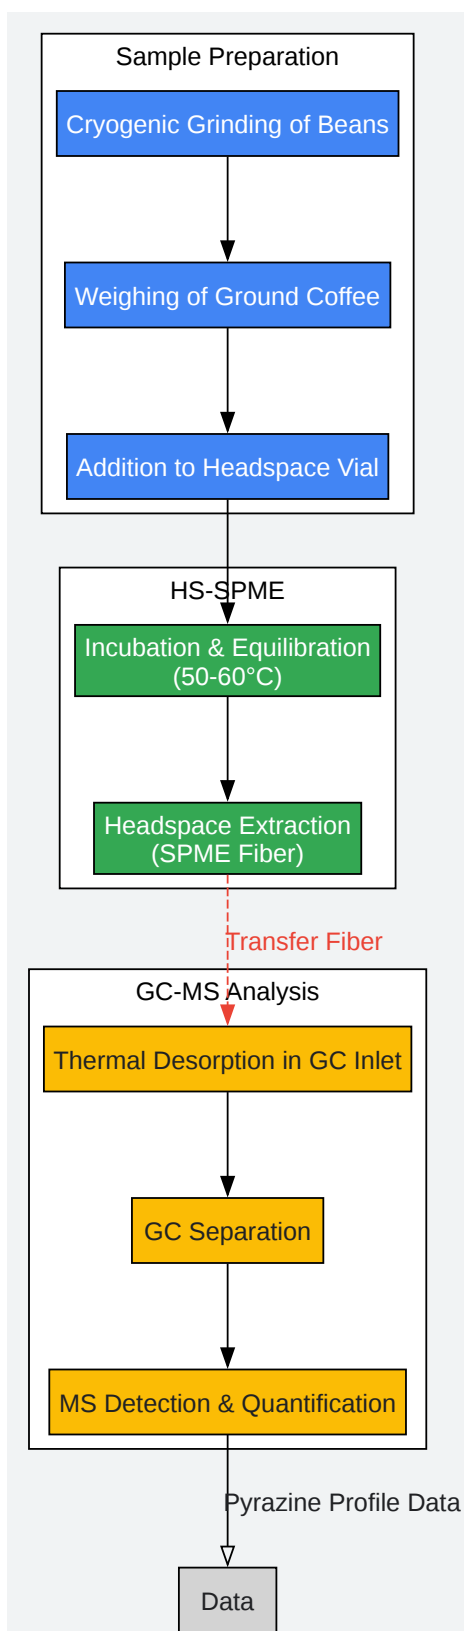 Sample Preparation
Cryogenic Grinding of Beans
Weighing of Ground Coffee
Addition to Headspace Vial
HS-SPME
Incubation & Equilibration
(50-60°C)
Headspace Extraction
(SPME Fiber)
Transfer Fiber
GC-MS Analysis
Thermal Desorption in GC Inlet
GC Separation
MS Detection & Quantification
Pyrazine Profile Data
Data